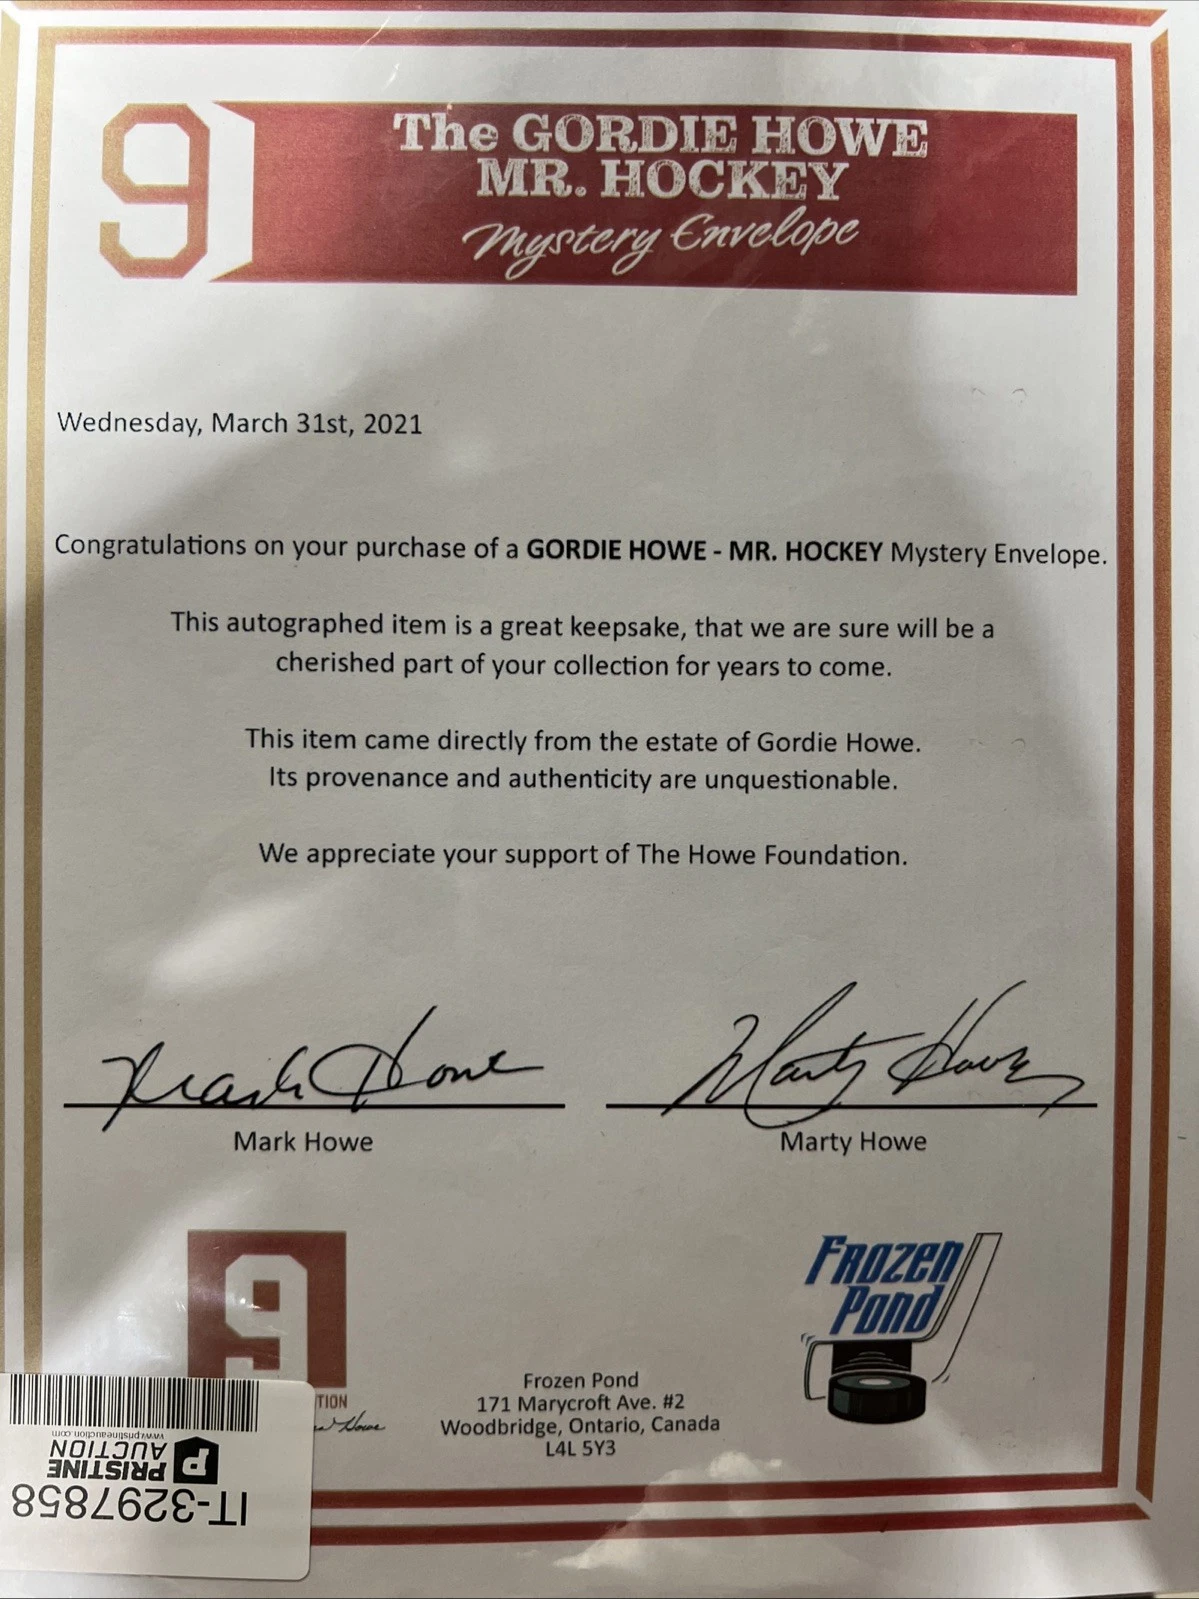 9
The GORDIE HOWE
MR. HOCKEY
Mystery Envelope
Wednesday, March 31st, 2021
Congratulations on your purchase of a GORDIE HOWE - MR. HOCKEY Mystery Envelope.
This autographed item is a great keepsake, that we are sure will be a
cherished part of your collection for years to come.
This item came directly from the estate of Gordie Howe.
Its provenance and authenticity are unquestionable.
We appreciate your support of The Howe Foundation.
Mark Howe
Marty Howe
Mark Howe
Marty Howe
9
TION
Howe
Frozen
Pond
Frozen Pond
171 Marycroft Ave. #2
Woodbridge, Ontario, Canada
L4L 5Y3
IT-3297858
P PRISTINE
AUCTION
www.pristineauction.com